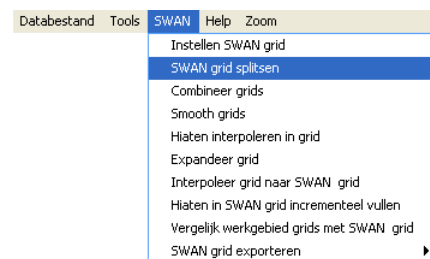 Databestand Tools SWAN Help Zoom
Instellen SWAN grid
SWAN grid splitsen
Combineer grids
Smooth grids
Hiaten interpoleren in grid
Expandeer grid
Interpoleer grid naar SWAN grid
Hiaten in SWAN grid incrementeel vullen
Vergelijk werkgebied grids met SWAN grid
SWAN grid exporteren